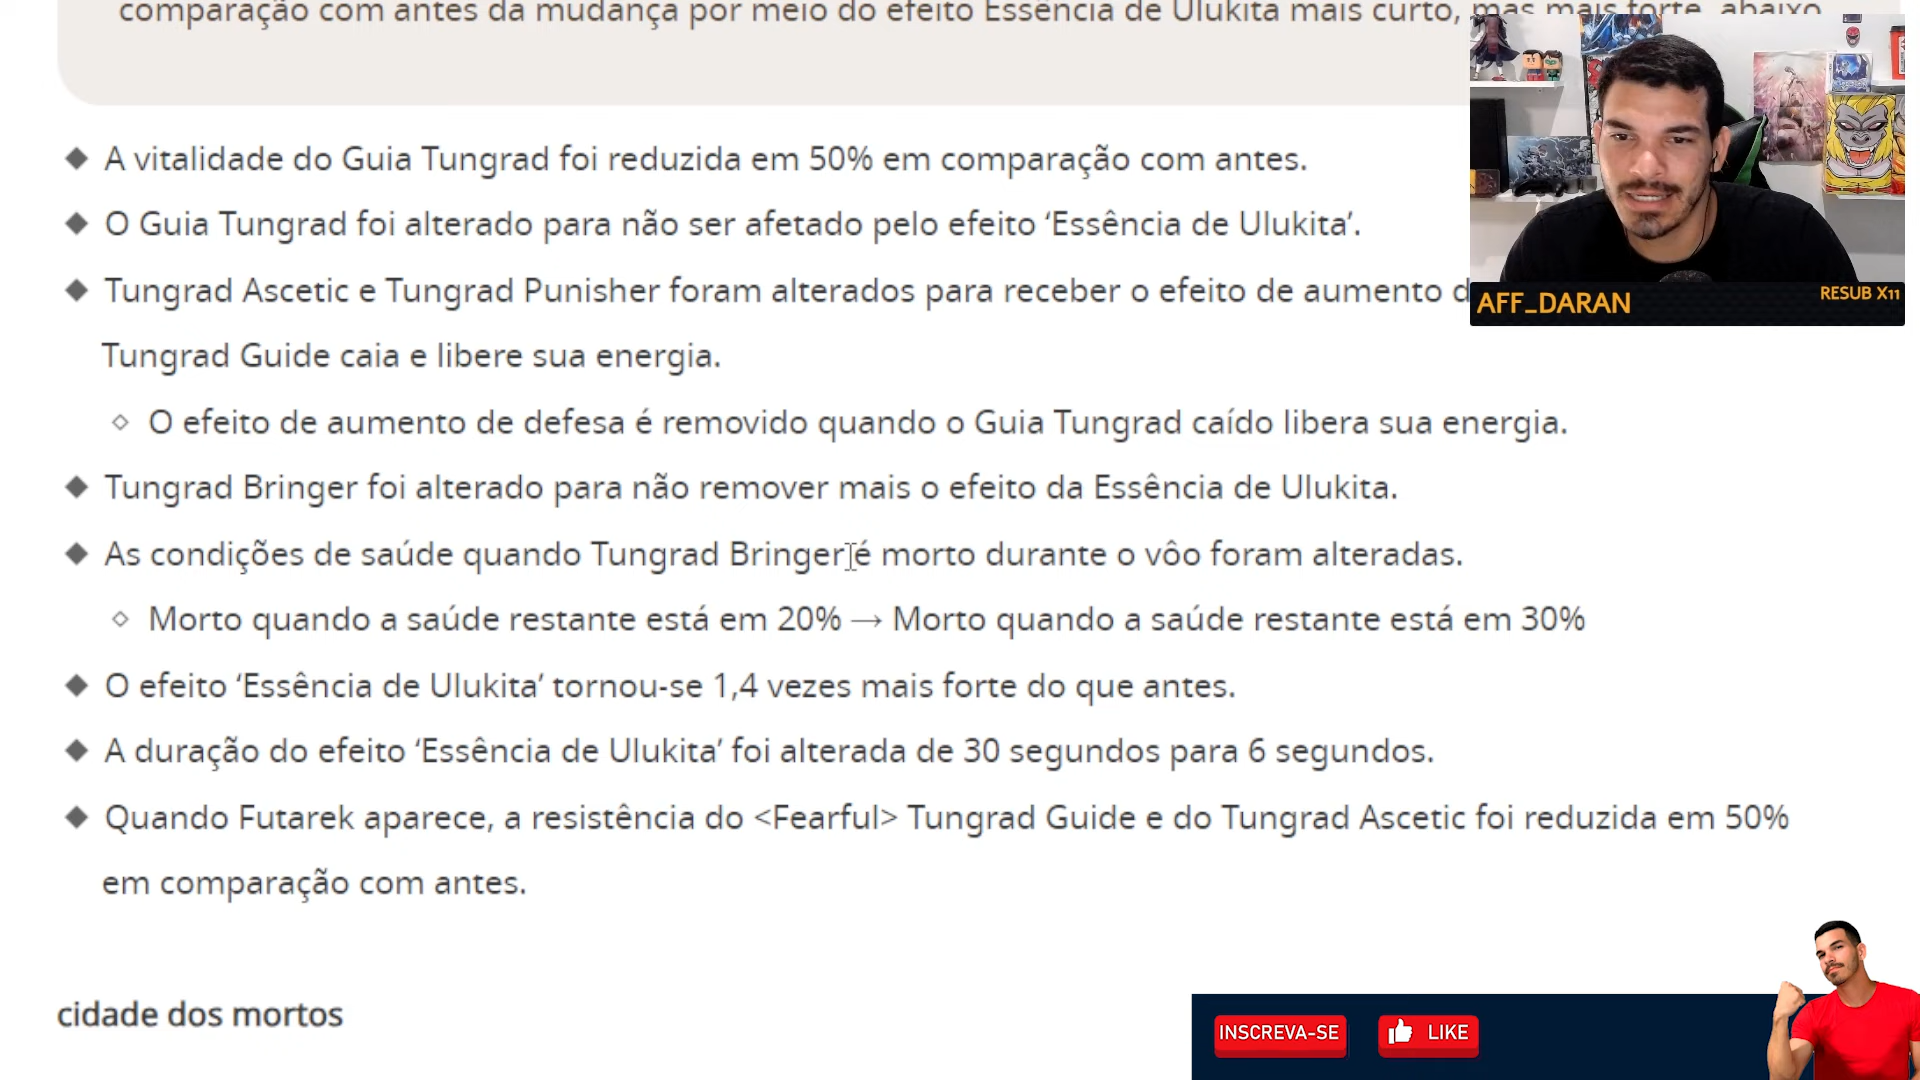 comparação com antes da mudança por meio do efeito Essência de Ulukita mais curto, mas mais forte, abaixo
A vitalidade do Guia Tungrad foi reduzida em 50% em comparação com antes.
O Guia Tungrad foi alterado para não ser afetado pelo efeito ‘Essência de Ulukita’.
Tungrad Ascetic e Tungrad Punisher foram alterados para receber o efeito de aumento d
Tungrad Guide caia e libere sua energia.
O efeito de aumento de defesa é removido quando o Guia Tungrad caído libera sua energia.
Tungrad Bringer foi alterado para não remover mais o efeito da Essência de Ulukita.
As condições de saúde quando Tungrad Bringer é morto durante o vôo foram alteradas.
Morto quando a saúde restante está em 20% → Morto quando a saúde restante está em 30%
O efeito ‘Essência de Ulukita’ tornou-se 1,4 vezes mais forte do que antes.
A duração do efeito ‘Essência de Ulukita’ foi alterada de 30 segundos para 6 segundos.
Quando Futarek aparece, a resistência do <Fearful> Tungrad Guide e do Tungrad Ascetic foi reduzida em 50%
em comparação com antes.
cidade dos mortos
AFF_DARAN
RESUB X11
INSCREVA-SE
LIKE